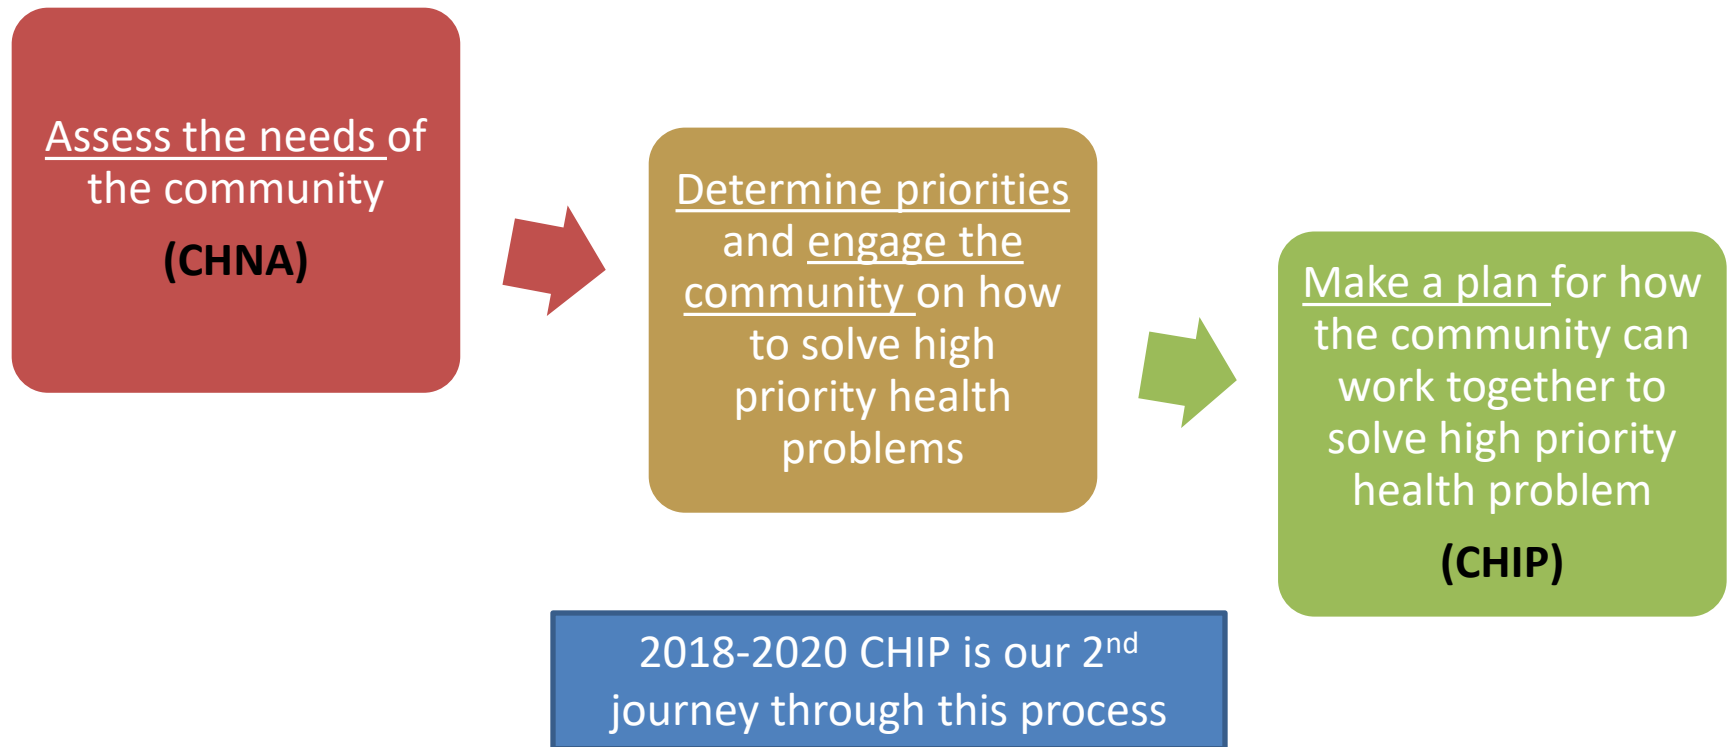 Assess the needs of
the community
(CHNA)
Determine priorities
and engage the
community on how
to solve high
priority health
problems
Make a plan for how
the community can
work together to
solve high priority
health problem
(CHIP)
2018-2020 CHIP is our 2nd
journey through this process